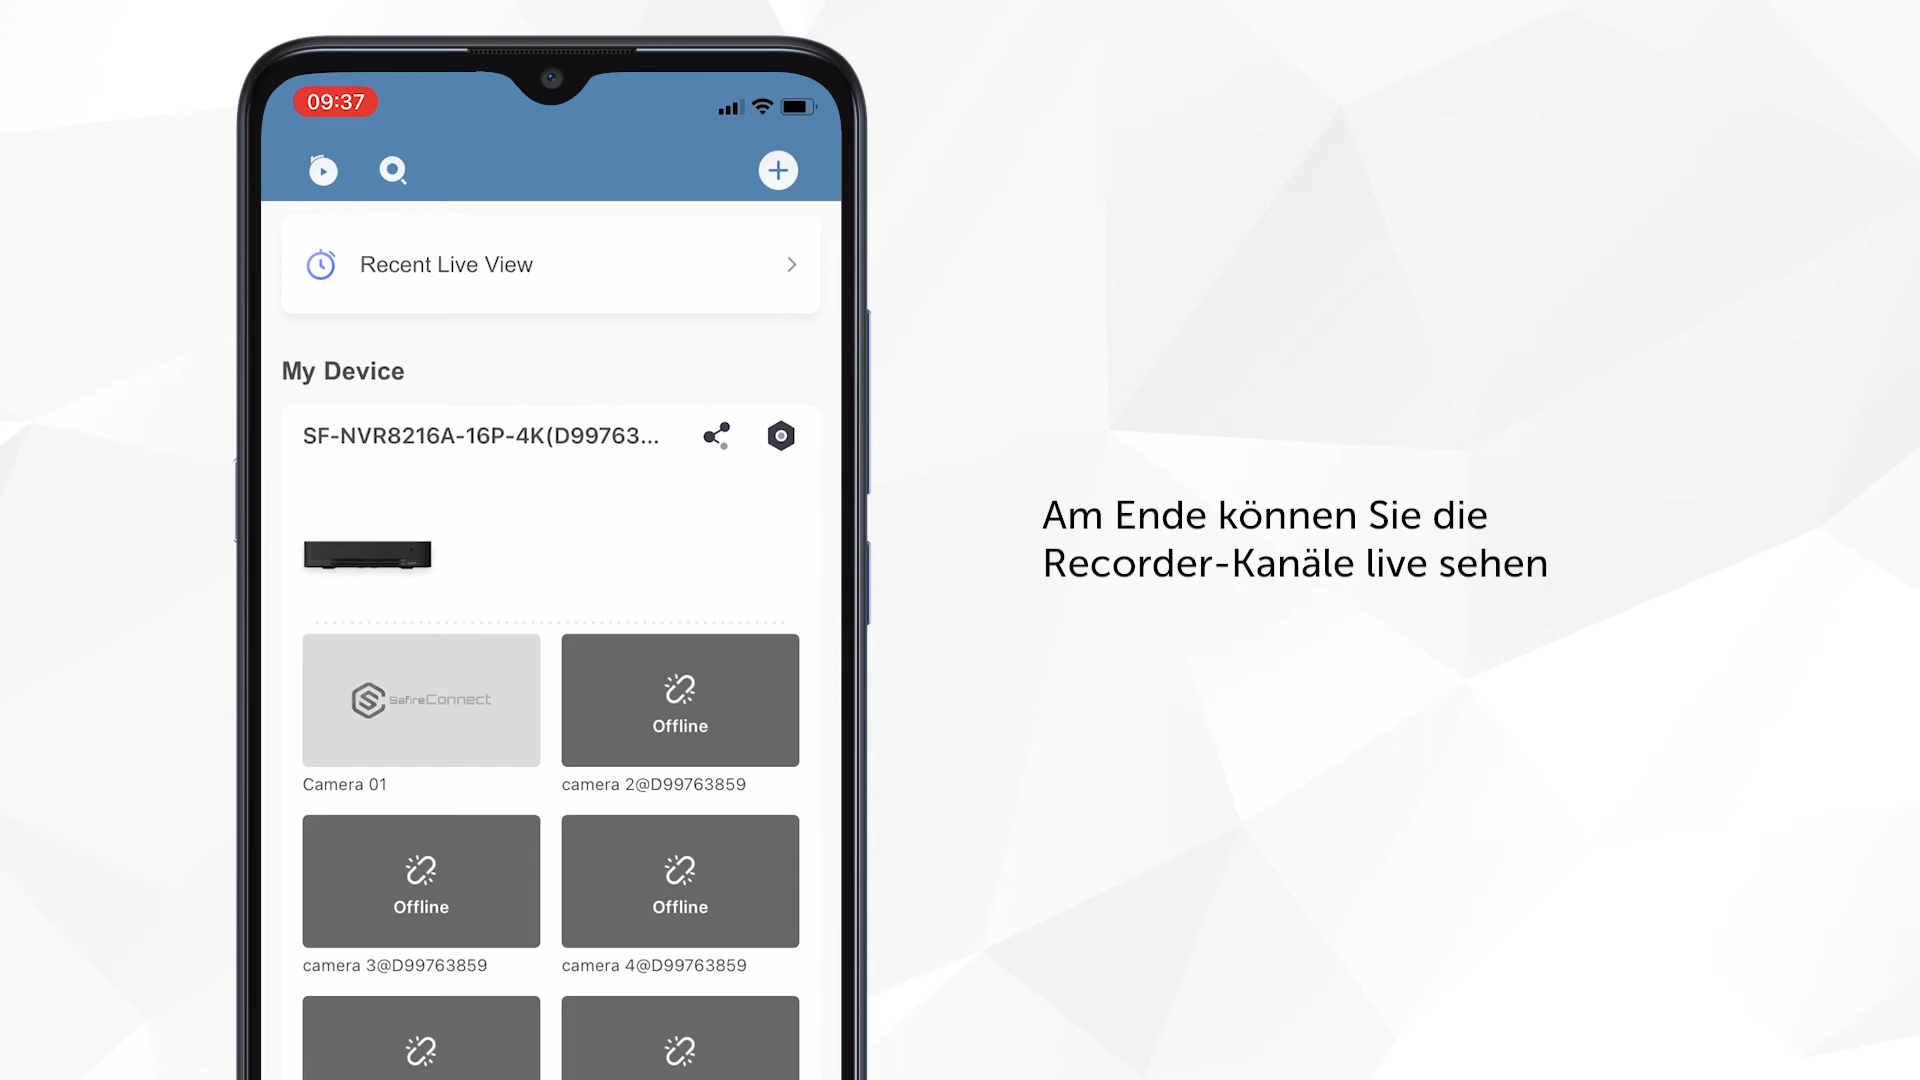 09:37
Recent Live View
My Device
SF-NVR8216A-16P-4K(D99763...
SafireConnect
Offline
Camera 01
camera 2@D99763859
Offline
Offline
camera 3@D99763859
camera 4@D99763859
Am Ende können Sie die
Recorder-Kanäle live sehen